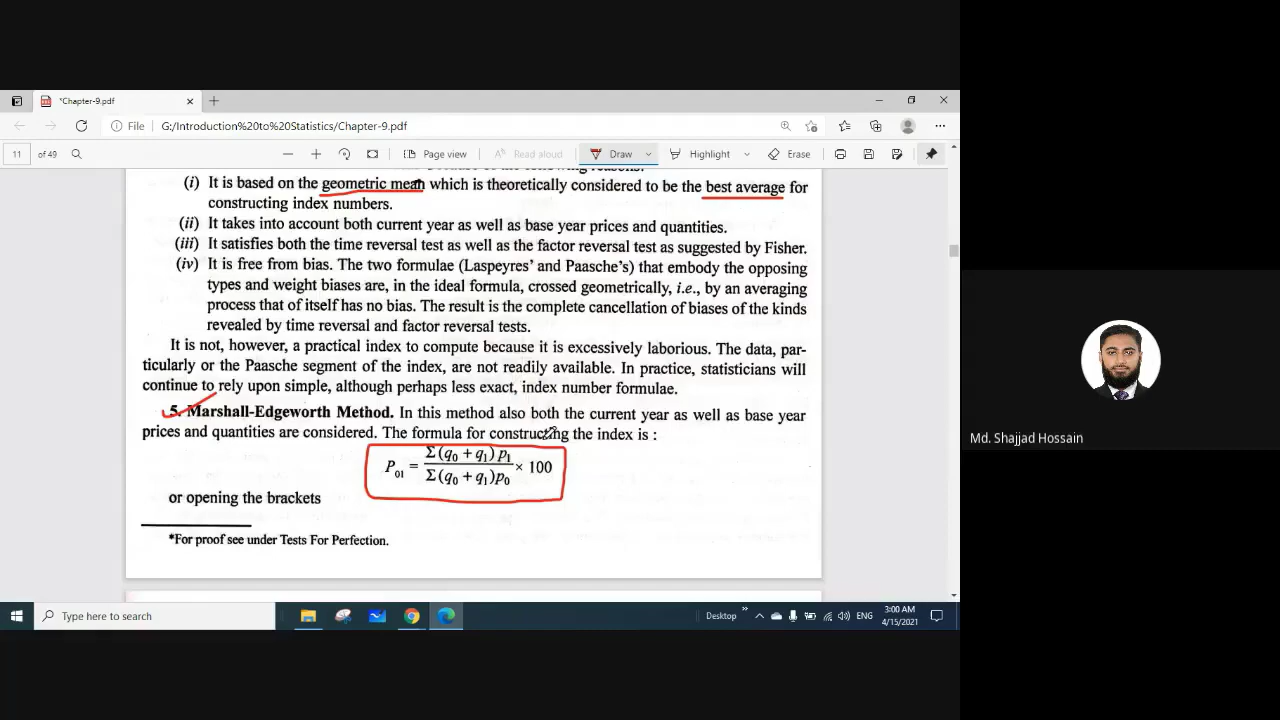 *Chapter-9.pdf
File G:/Introduction%20to%20Statistics/Chapter-9.pdf
11 of 49 Page view Read aloud Draw Highlight Erase
(i) It is based on the geometric mean which is theoretically considered to be the best average for
constructing index numbers.
(ii) It takes into account both current year as well as base year prices and quantities.
(iii) It satisfies both the time reversal test as well as the factor reversal test as suggested by Fisher.
(iv) It is free from bias. The two formulae (Laspeyres' and Paasche's) that embody the opposing
types and weight biases are, in the ideal formula, crossed geometrically, i.e., by an averaging
process that of itself has no bias. The result is the complete cancellation of biases of the kinds
revealed by time reversal and factor reversal tests.
It is not, however, a practical index to compute because it is excessively laborious. The data, par-
ticularly or the Paasche segment of the index, are not readily available. In practice, statisticians will
continue to rely upon simple, although perhaps less exact, index number formulae.
5. Marshall-Edgeworth Method. In this method also both the current year as well as base year
prices and quantities are considered. The formula for constructing the index is :
P₀₁ = Σ(q₀ + q₁)p₁ / Σ(q₀ + q₁)p₀ × 100
or opening the brackets
*For proof see under Tests For Perfection.
Md. Shajjad Hossain
Type here to search
Desktop ENG 3:00 AM
4/15/2021